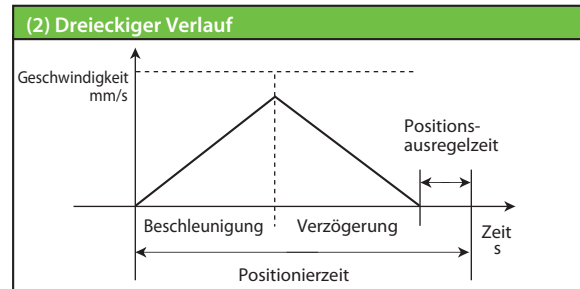 (2) Dreieckiger Verlauf
Geschwindigkeit
mm/s
Positions-
ausregelzeit
Beschleunigung
Verzögerung
Zeit
s
Positionierzeit